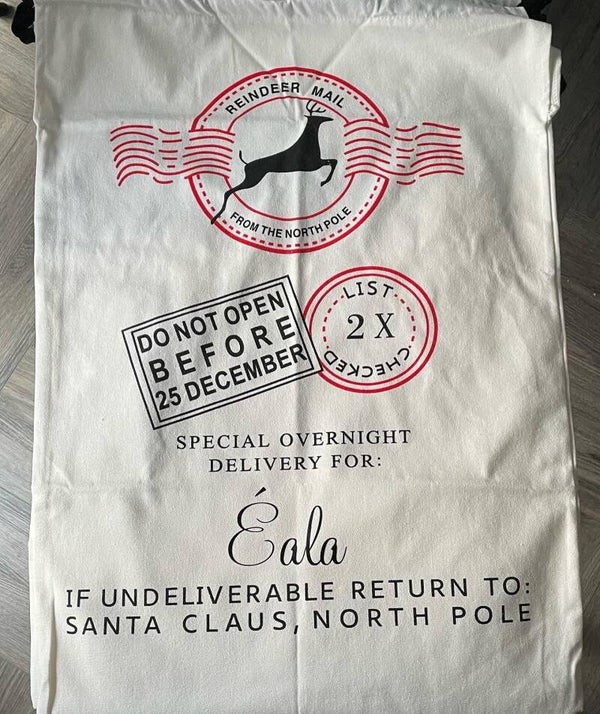 REINDEER MAIL
FROM THE NORTH POLE
DO NOT OPEN
BEFORE
25 DECEMBER
LIST
2 X
CHECKED
SPECIAL OVERNIGHT
DELIVERY FOR:
Éala
IF UNDELIVERABLE RETURN TO:
SANTA CLAUS, NORTH POLE